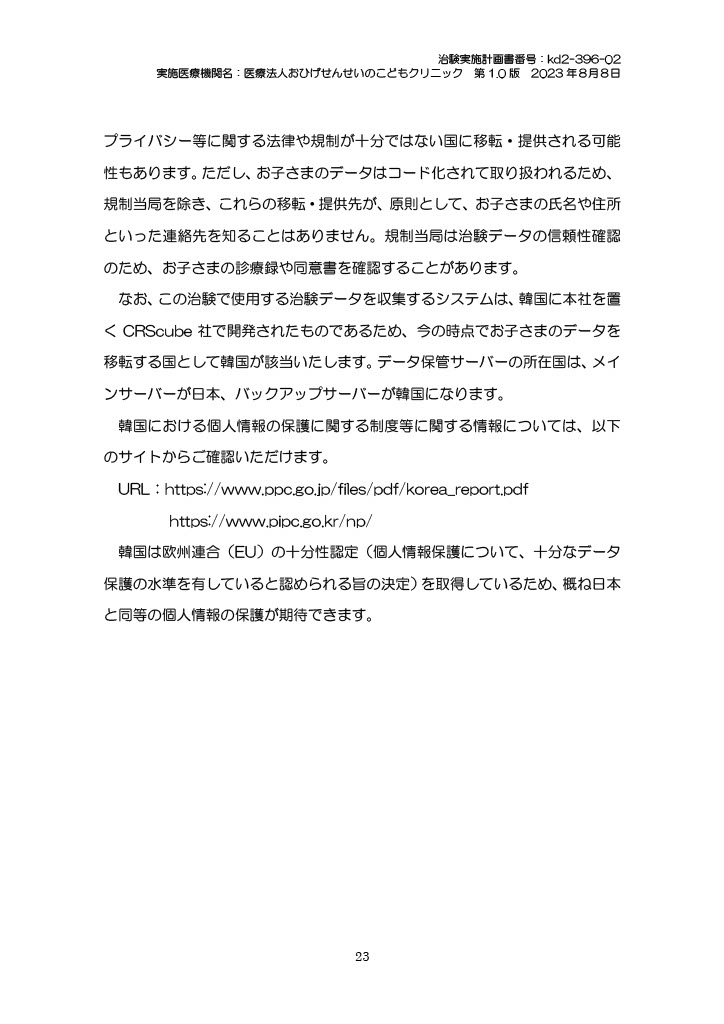 治験実施計画書番号：kd2-396-02
実施医療機関名：医療法人おひげせんせいのこどもクリニック　第 1.0 版　2023 年８月８日
プライバシー等に関する法律や規制が十分ではない国に移転・提供される可能
性もあります。ただし、お子さまのデータはコード化されて取り扱われるため、
規制当局を除き、これらの移転・提供先が、原則として、お子さまの氏名や住所
といった連絡先を知ることはありません。規制当局は治験データの信頼性確認
のため、お子さまの診療録や同意書を確認することがあります。
　なお、この治験で使用する治験データを収集するシステムは、韓国に本社を置
く CRScube 社で開発されたものであるため、今の時点でお子さまのデータを
移転する国として韓国が該当いたします。データ保管サーバーの所在国は、メイ
ンサーバーが日本、バックアップサーバーが韓国になります。
　韓国における個人情報の保護に関する制度等に関する情報については、以下
のサイトからご確認いただけます。
　URL：https://www.ppc.go.jp/files/pdf/korea_report.pdf
https://www.pipc.go.kr/np/
　韓国は欧州連合（EU）の十分性認定（個人情報保護について、十分なデータ
保護の水準を有していると認められる旨の決定）を取得しているため、概ね日本
と同等の個人情報の保護が期待できます。
23